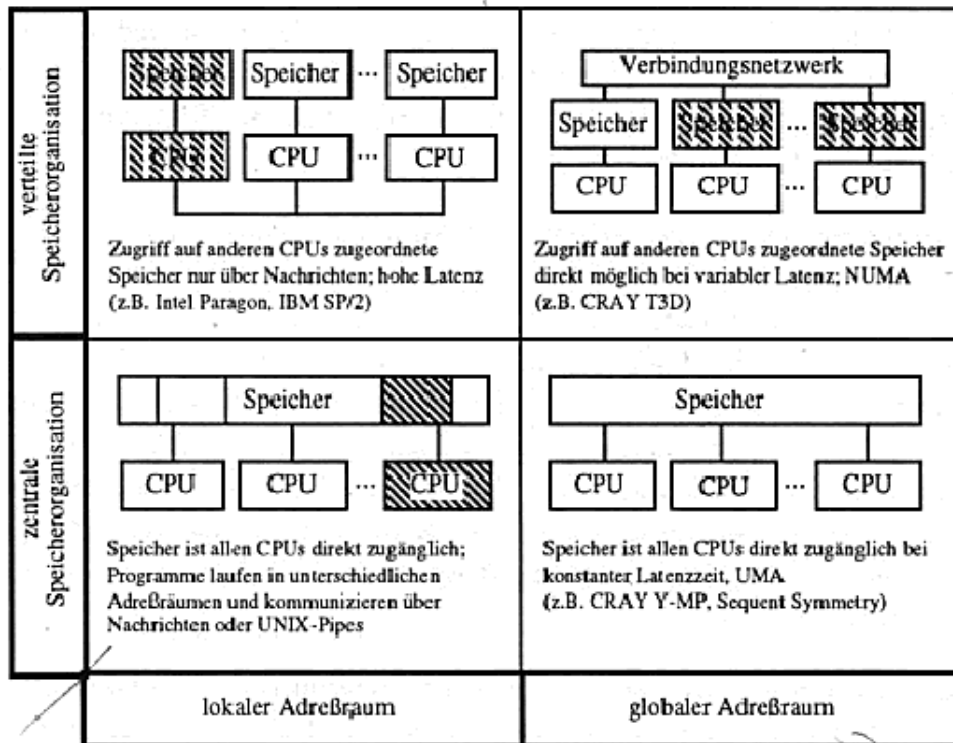 verteilte
Speicherorganisation
Speicher Speicher ... Speicher
CPU CPU ... CPU
Zugriff auf anderen CPUs zugeordnete
Speicher nur über Nachrichten; hohe Latenz
(z.B. Intel Paragon, IBM SP/2)
Verbindungsnetzwerk
Speicher Speicher ... Speicher
CPU CPU ... CPU
Zugriff auf anderen CPUs zugeordnete Speicher
direkt möglich bei variabler Latenz; NUMA
(z.B. CRAY T3D)
zentrale
Speicherorganisation
Speicher
CPU CPU ... CPU
Speicher ist allen CPUs direkt zugänglich;
Programme laufen in unterschiedlichen
Adreßräumen und kommunizieren über
Nachrichten oder UNIX-Pipes
Speicher
CPU CPU ... CPU
Speicher ist allen CPUs direkt zugänglich bei
konstanter Latenzzeit, UMA
(z.B. CRAY Y-MP, Sequent Symmetry)
lokaler Adreßraum
globaler Adreßraum